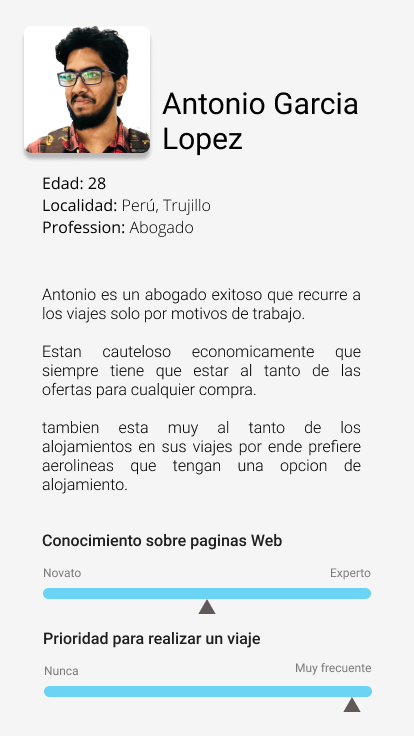 Antonio Garcia
Lopez
Edad: 28
Localidad: Perú, Trujillo
Profession: Abogado
Antonio es un abogado exitoso que recurre a
los viajes solo por motivos de trabajo.
Estan cauteloso economicamente que
siempre tiene que estar al tanto de las
ofertas para cualquier compra.
tambien esta muy al tanto de los
alojamientos en sus viajes por ende prefiere
aerolineas que tengan una opcion de
alojamiento.
Conocimiento sobre paginas Web
Novato Experto
Prioridad para realizar un viaje
Nunca Muy frecuente